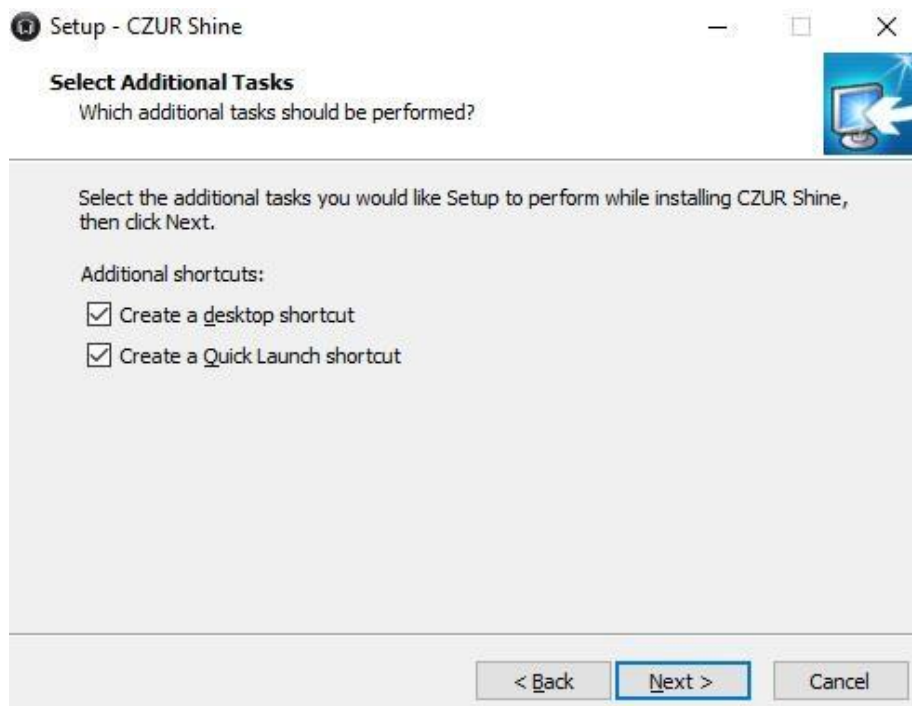 Setup - CZUR Shine
Select Additional Tasks
Which additional tasks should be performed?
Select the additional tasks you would like Setup to perform while installing CZUR Shine,
then click Next.
Additional shortcuts:
Create a desktop shortcut
Create a Quick Launch shortcut
< Back
Next >
Cancel